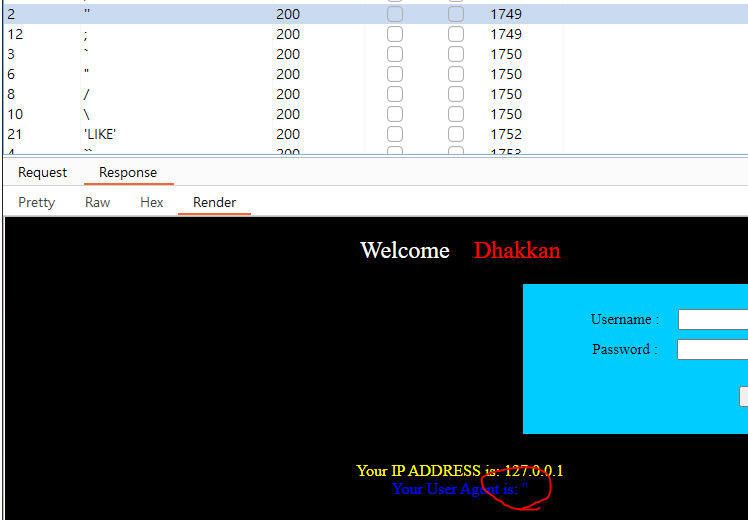 2 '' 200 1749
12 ; 200 1749
3 ` 200 1750
6 " 200 1750
8 / 200 1750
10 \ 200 1750
21 'LIKE' 200 1752
4 `` 200 1753
Request Response
Pretty Raw Hex Render
Welcome Dhakkan
Username :
Password :
Your IP ADDRESS is: 127.0.0.1
Your User Agent is: ''